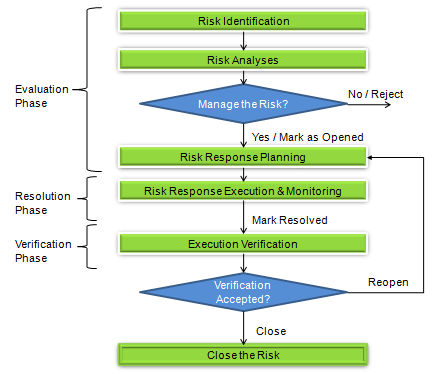 Risk Identification
Risk Analyses
Evaluation
Phase
Manage the Risk?
No / Reject
Yes / Mark as Opened
Risk Response Planning
Resolution
Phase
Risk Response Execution & Monitoring
Mark Resolved
Verification
Phase
Execution Verification
Verification
Accepted?
Reopen
Close
Close the Risk